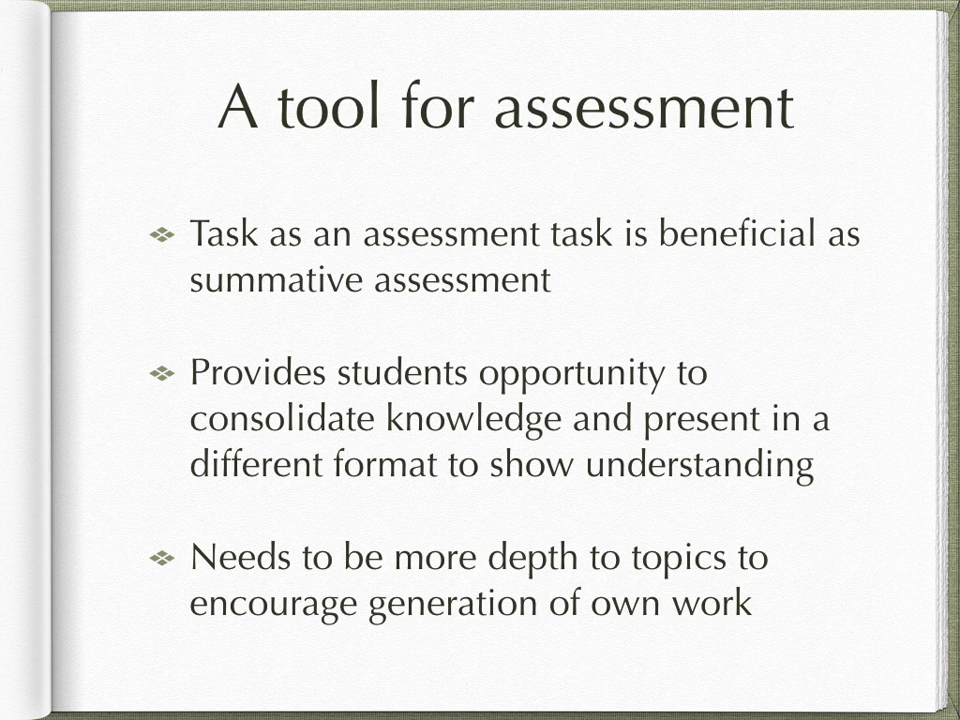 A tool for assessment
Task as an assessment task is beneficial as
summative assessment
Provides students opportunity to
consolidate knowledge and present in a
different format to show understanding
Needs to be more depth to topics to
encourage generation of own work